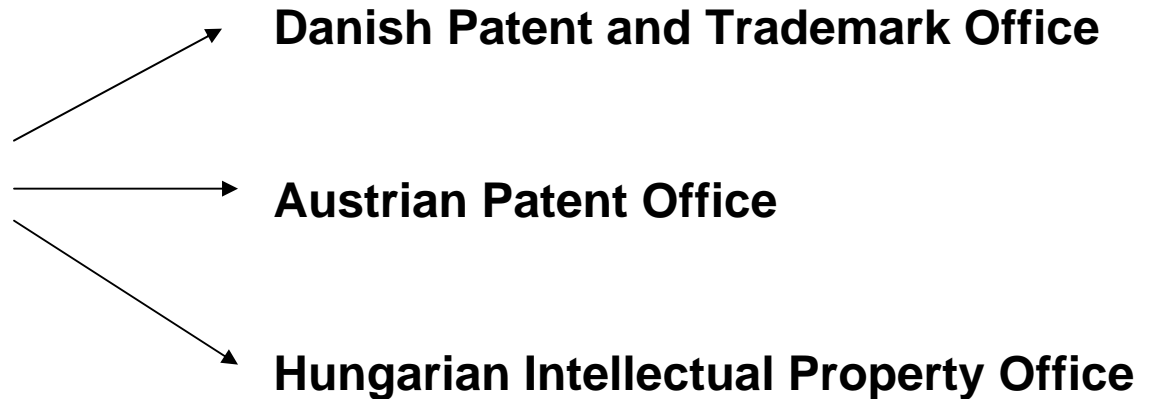 Danish Patent and Trademark Office
Austrian Patent Office
Hungarian Intellectual Property Office